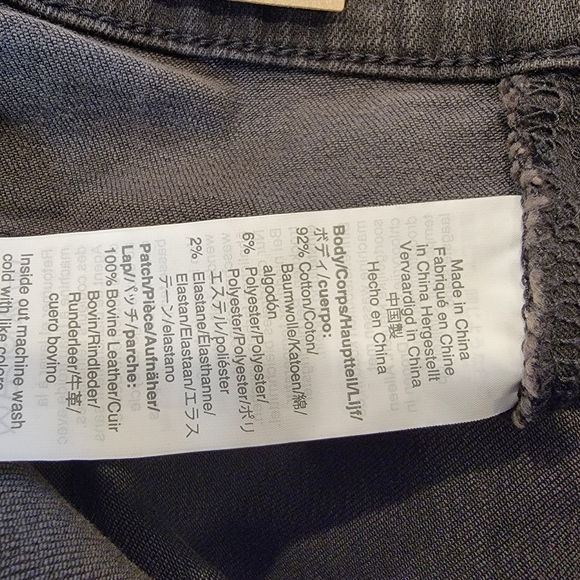 Made in China
Fabriqué en Chine
in China Hergestellt
Vervaardigd in China
中国製
Hecho en China
Body/Corps/Hauptteil/Lijf/
ボディ/cuerpo:
92% Cotton/Coton/
Baumwolle/Katoen/綿/
algodón
6% Polyester/Polyester/
Polyester/Polyester/ポリ
エステル/poliéster
2% Elastane/Élasthanne/
Elastan/Elastaan/エラス
テーン/elastano
Patch/Pièce/Aufnäher/
Lap/パッチ/parche:
100% Bovine Leather/Cuir
Bovin/Rindleder/
Runderleer/牛革/
cuero bovino
Inside out machine wash
cold with like colors